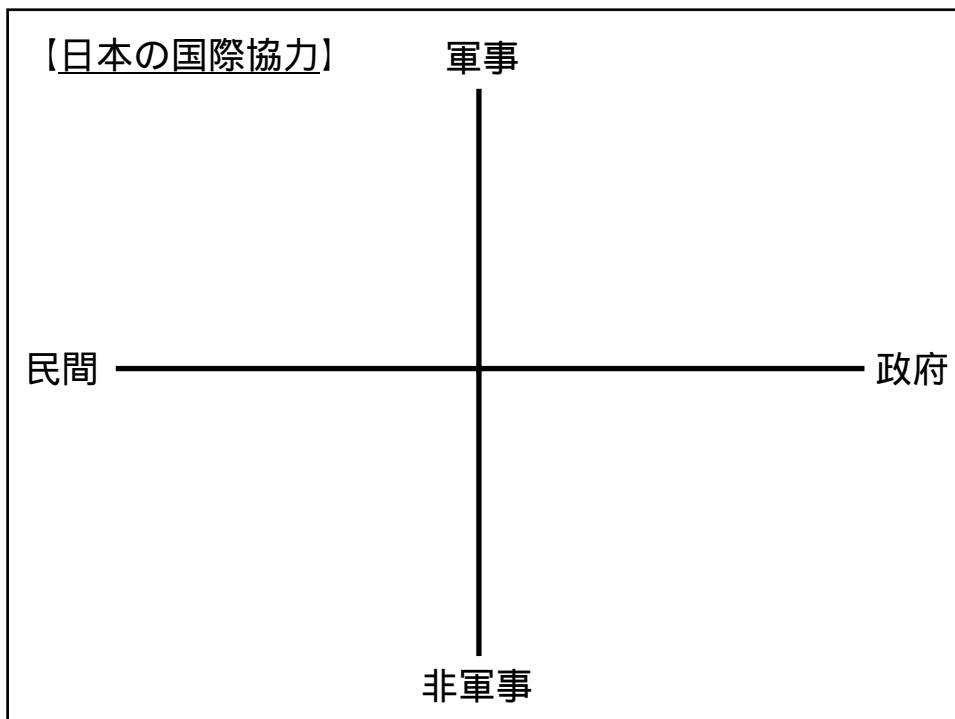 【日本の国際協力】
軍事
民間
政府
非軍事